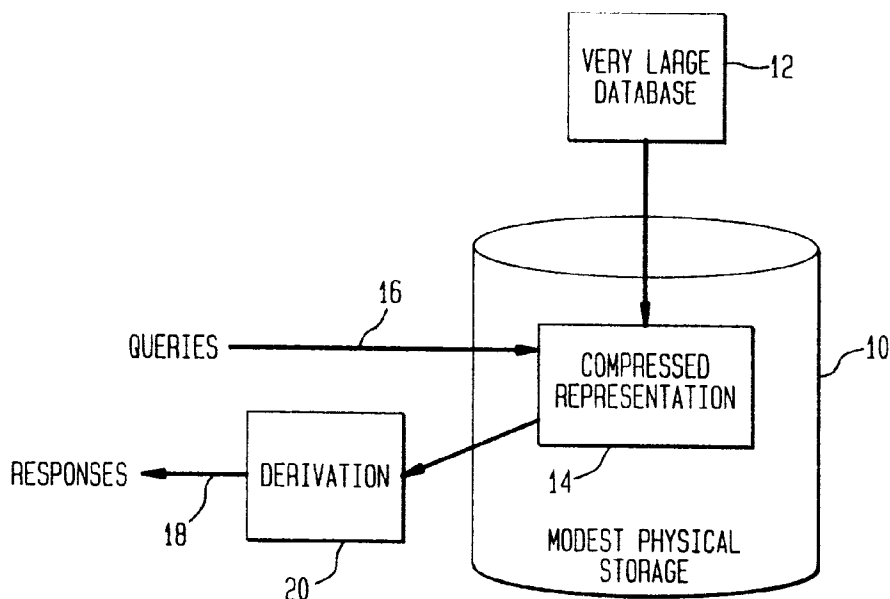 VERY LARGE
DATABASE
12
16
QUERIES
COMPRESSED
REPRESENTATION
10
RESPONSES
18
DERIVATION
20
14
MODEST PHYSICAL
STORAGE